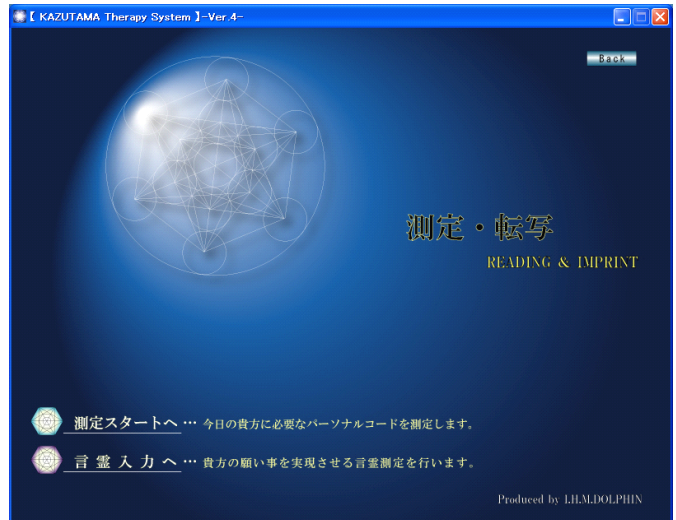 【 KAZUTAMA Therapy System 】-Ver.4-
Back
測定・転写
READING & IMPRINT
測定スタートへ … 今日の貴方に必要なパーソナルコードを測定します。
言 霊 入 力 へ … 貴方の願い事を実現させる言霊測定を行います。
Produced by I.H.M.DOLPHIN